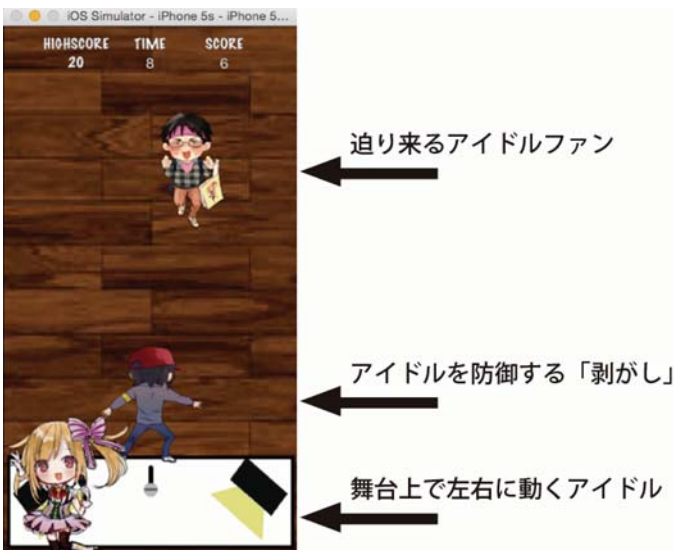 iOS Simulator - iPhone 5s - iPhone 5...
HIGHSCORE TIME SCORE
20 8 6
迫り来るアイドルファン
アイドルを防御する「剥がし」
舞台上で左右に動くアイドル